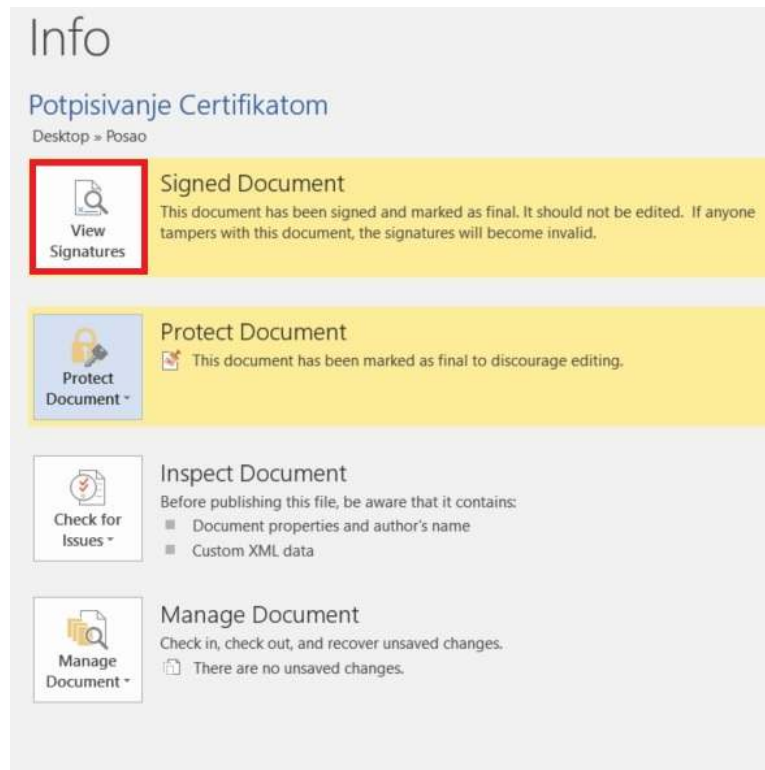 Info
Potpisivanje Certifikatom
Desktop » Posao
View
Signatures
Signed Document
This document has been signed and marked as final. It should not be edited. If anyone
tampers with this document, the signatures will become invalid.
Protect
Document
Protect Document
This document has been marked as final to discourage editing.
Check for
Issues
Inspect Document
Before publishing this file, be aware that it contains:
Document properties and author's name
Custom XML data
Manage
Document
Manage Document
Check in, check out, and recover unsaved changes.
There are no unsaved changes.